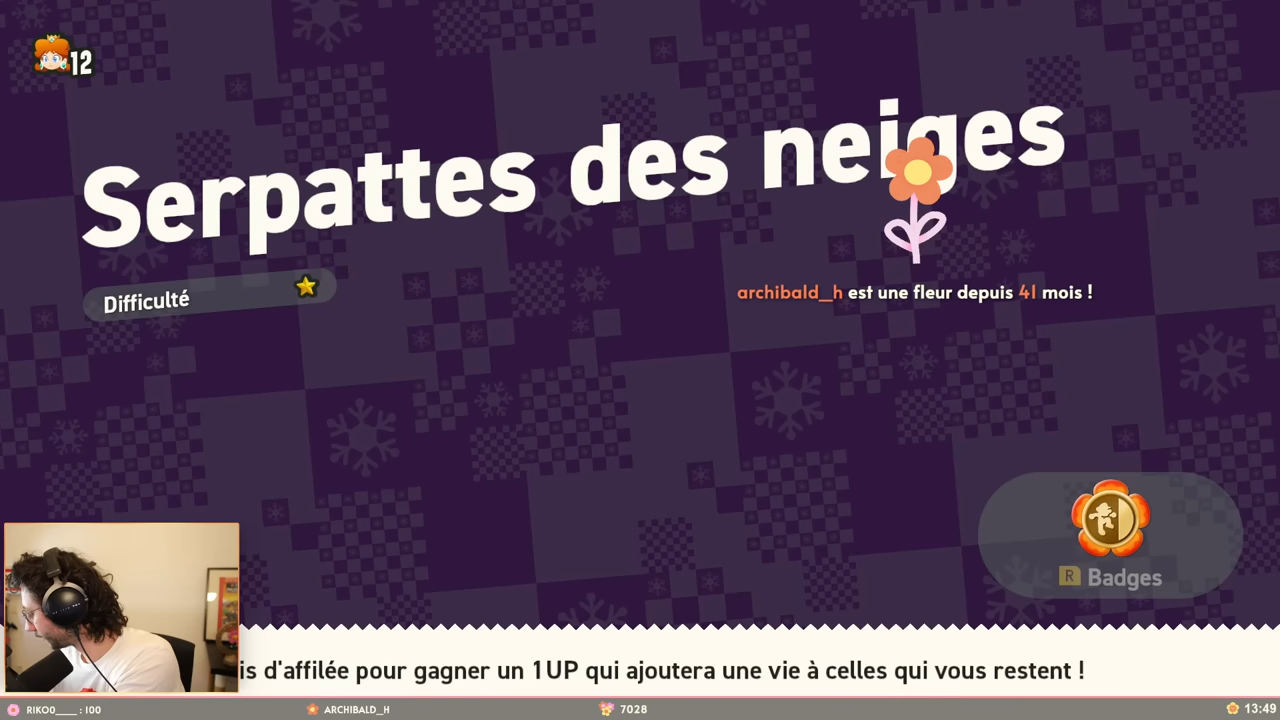 12
Serpattes des neiges
Difficulté
archibald_h est une fleur depuis 41 mois !
R Badges
is d'affilée pour gagner un 1UP qui ajoutera une vie à celles qui vous restent !
RIKO0____ : 100
ARCHIBALD_H
7028
13:49